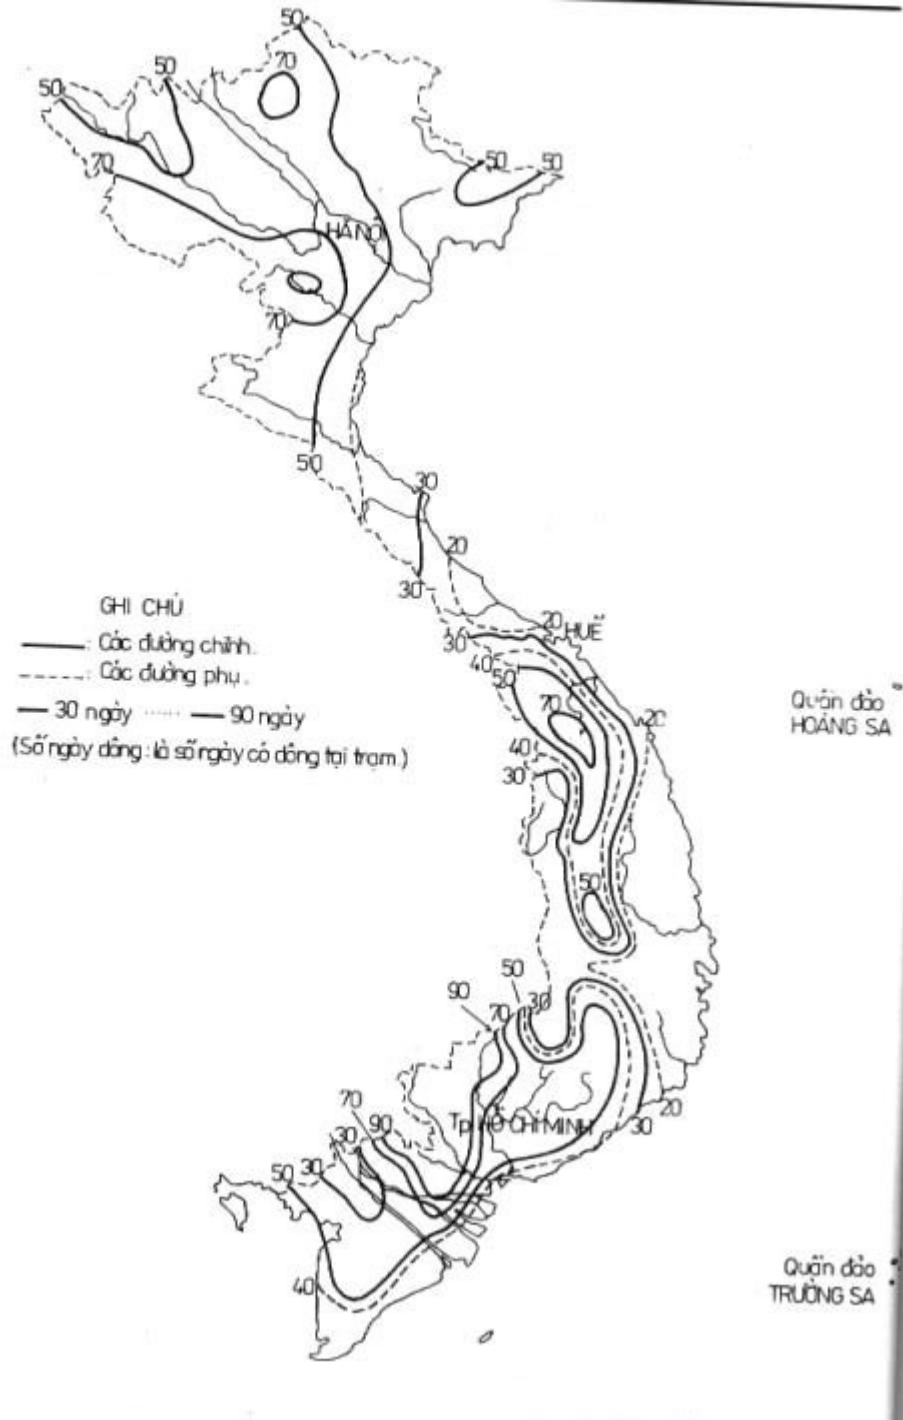 50
70
50
50
70
50
50
HÀ NỘI
70
50
30
20
30
GHI CHÚ
——: Các đường chính.
-----: Các đường phụ.
— 30 ngày ...... — 90 ngày
(Số ngày dông: là số ngày có dông tại trạm)
20
HUẾ
30
40
50
70
20
Quần đảo
HOÀNG SA
40
30
50
50
90
30
70
70
90
30
Tp HỒ CHÍ MINH
20
30
50
30
40
Quần đảo
TRƯỜNG SA